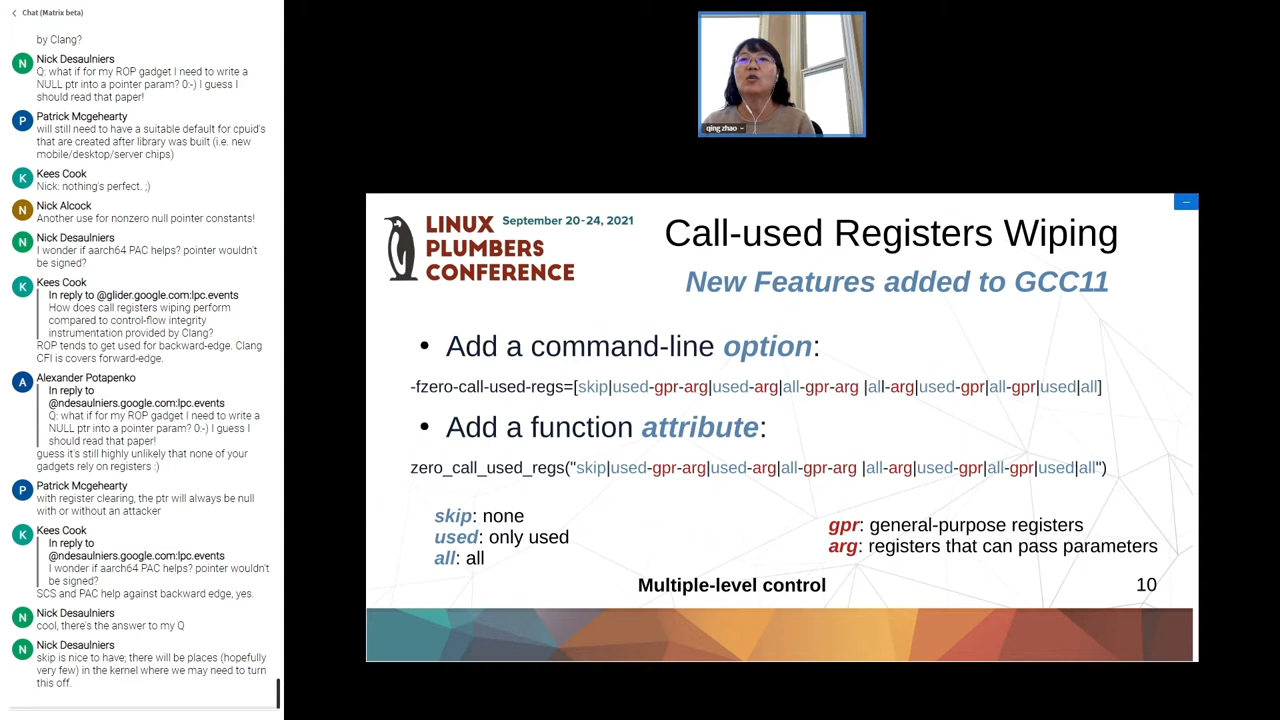 Chat (Matrix beta)
by Clang?
N
Nick Desaulniers
Q: what if for my ROP gadget I need to write a
NULL ptr into a pointer param? 0:-) I guess I
should read that paper!
P
Patrick Mcgehearty
will still need to have a suitable default for cpuid's
that are created after library was built (i.e. new
mobile/desktop/server chips)
K
Kees Cook
Nick: nothing's perfect. ;)
N
Nick Alcock
Another use for nonzero null pointer constants!
N
Nick Desaulniers
I wonder if aarch64 PAC helps? pointer wouldn't
be signed?
K
Kees Cook
In reply to @glider.google.com:lpc.events
How does call registers wiping perform
compared to control-flow integrity
instrumentation provided by Clang?
ROP tends to get used for backward-edge. Clang
CFI is covers forward-edge.
A
Alexander Potapenko
In reply to
@ndesaulniers.google.com:lpc.events
Q: what if for my ROP gadget I need to write a
NULL ptr into a pointer param? 0:-) I guess I
should read that paper!
guess it's still highly unlikely that none of your
gadgets rely on registers :)
P
Patrick Mcgehearty
with register clearing, the ptr will always be null
with or without an attacker
K
Kees Cook
In reply to
@ndesaulniers.google.com:lpc.events
I wonder if aarch64 PAC helps? pointer wouldn't
be signed?
SCS and PAC help against backward edge, yes.
N
Nick Desaulniers
cool, there's the answer to my Q
N
Nick Desaulniers
skip is nice to have; there will be places (hopefully
very few) in the kernel where we may need to turn
this off.
qing zhao
LINUX
PLUMBERS
CONFERENCE
September 20-24, 2021
Call-used Registers Wiping
New Features added to GCC11
• Add a command-line option:
-fzero-call-used-regs=[skip|used-gpr-arg|used-arg|all-gpr-arg |all-arg|used-gpr|all-gpr|used|all]
• Add a function attribute:
zero_call_used_regs("skip|used-gpr-arg|used-arg|all-gpr-arg |all-arg|used-gpr|all-gpr|used|all")
skip: none
used: only used
all: all
gpr: general-purpose registers
arg: registers that can pass parameters
Multiple-level control
10